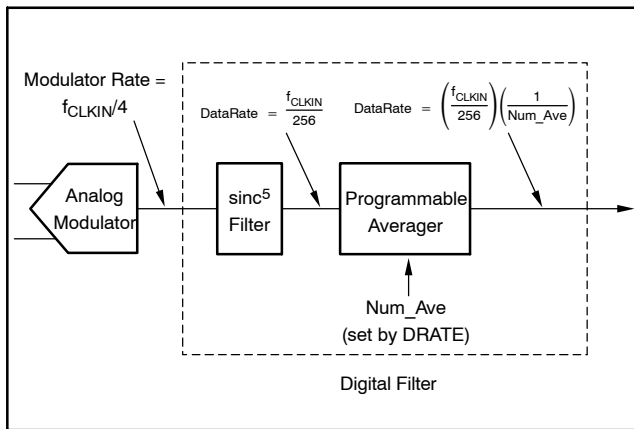 Modulator Rate =
fCLKIN/4
DataRate = fCLKIN/256
DataRate = (fCLKIN/256)(1/Num_Ave)
Analog
Modulator
sinc5
Filter
Programmable
Averager
Num_Ave
(set by DRATE)
Digital Filter